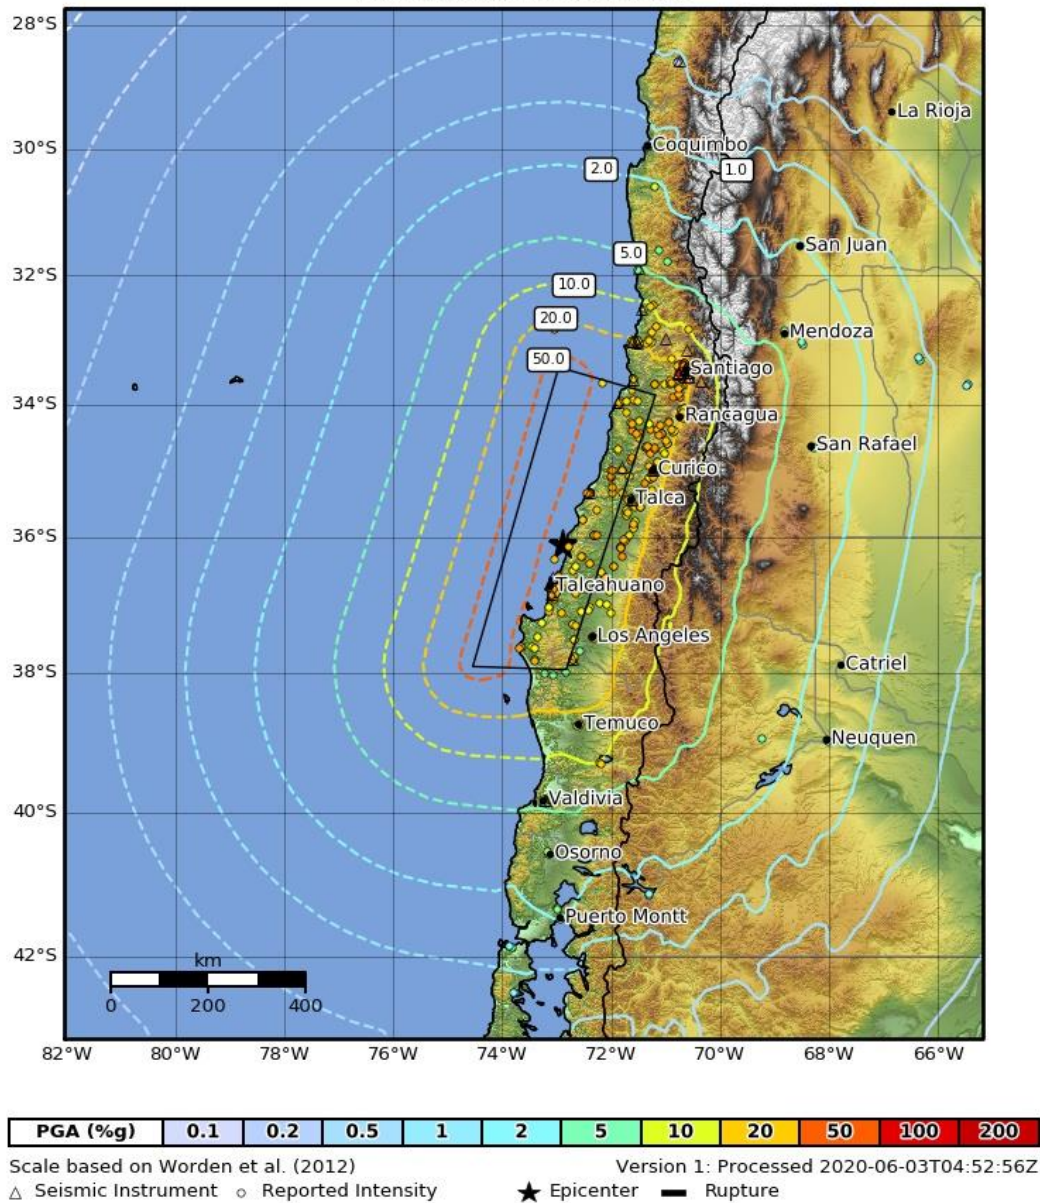 28°S
La Rioja
30°S
Coquimbo
2.0
1.0
San Juan
5.0
32°S
10.0
20.0
Mendoza
50.0
Santiago
34°S
Rancagua
San Rafael
Curico
Talca
36°S
Talcahuano
Los Angeles
Catriel
38°S
Temuco
Neuquen
Valdivia
40°S
Osorno
Puerto Montt
42°S
km
0 200 400
82°W 80°W 78°W 76°W 74°W 72°W 70°W 68°W 66°W
PGA (%g) 0.1 0.2 0.5 1 2 5 10 20 50 100 200
Scale based on Worden et al. (2012) Version 1: Processed 2020-06-03T04:52:56Z
△ Seismic Instrument ○ Reported Intensity ★ Epicenter ▬ Rupture